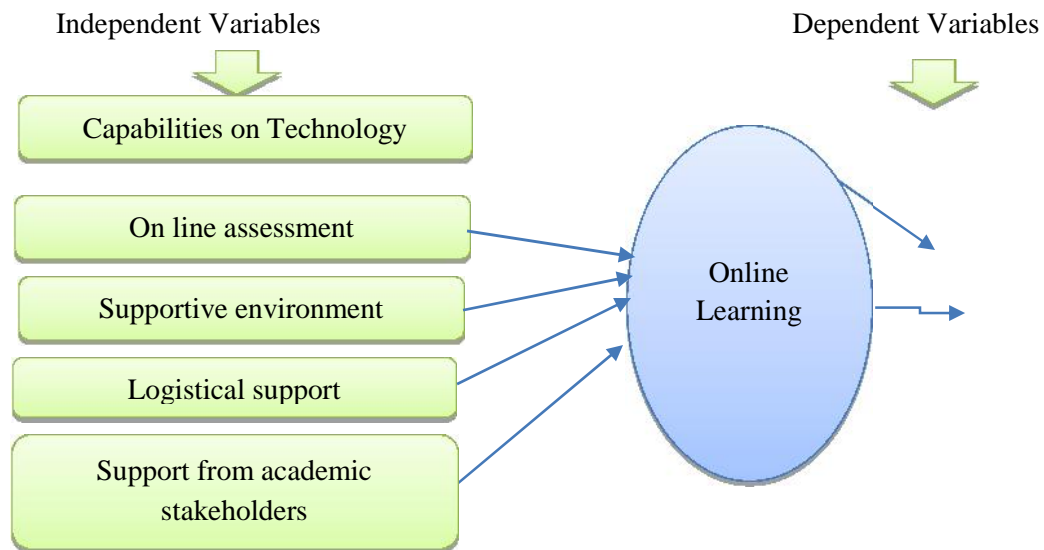 Independent Variables
Dependent Variables
Capabilities on Technology
On line assessment
Supportive environment
Logistical support
Support from academic
stakeholders
Online
Learning